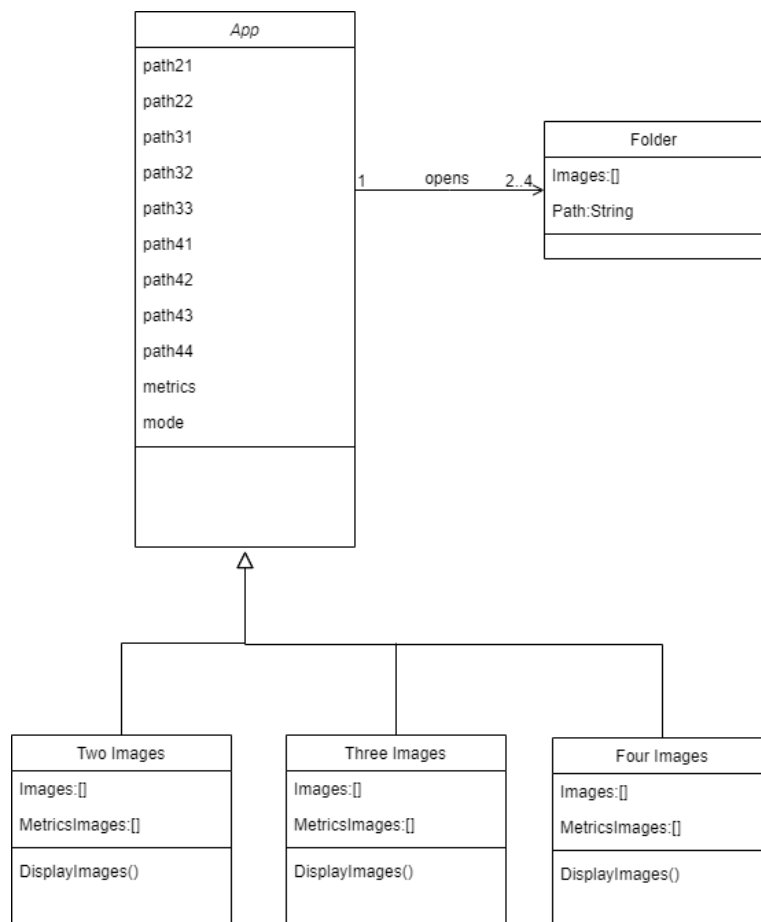 App
path21
path22
path31
path32
path33
path41
path42
path43
path44
metrics
mode
1 opens 2..4
Folder
Images:[]
Path:String
Two Images
Images:[]
MetricsImages:[]
DisplayImages()
Three Images
Images:[]
MetricsImages:[]
DisplayImages()
Four Images
Images:[]
MetricsImages:[]
DisplayImages()